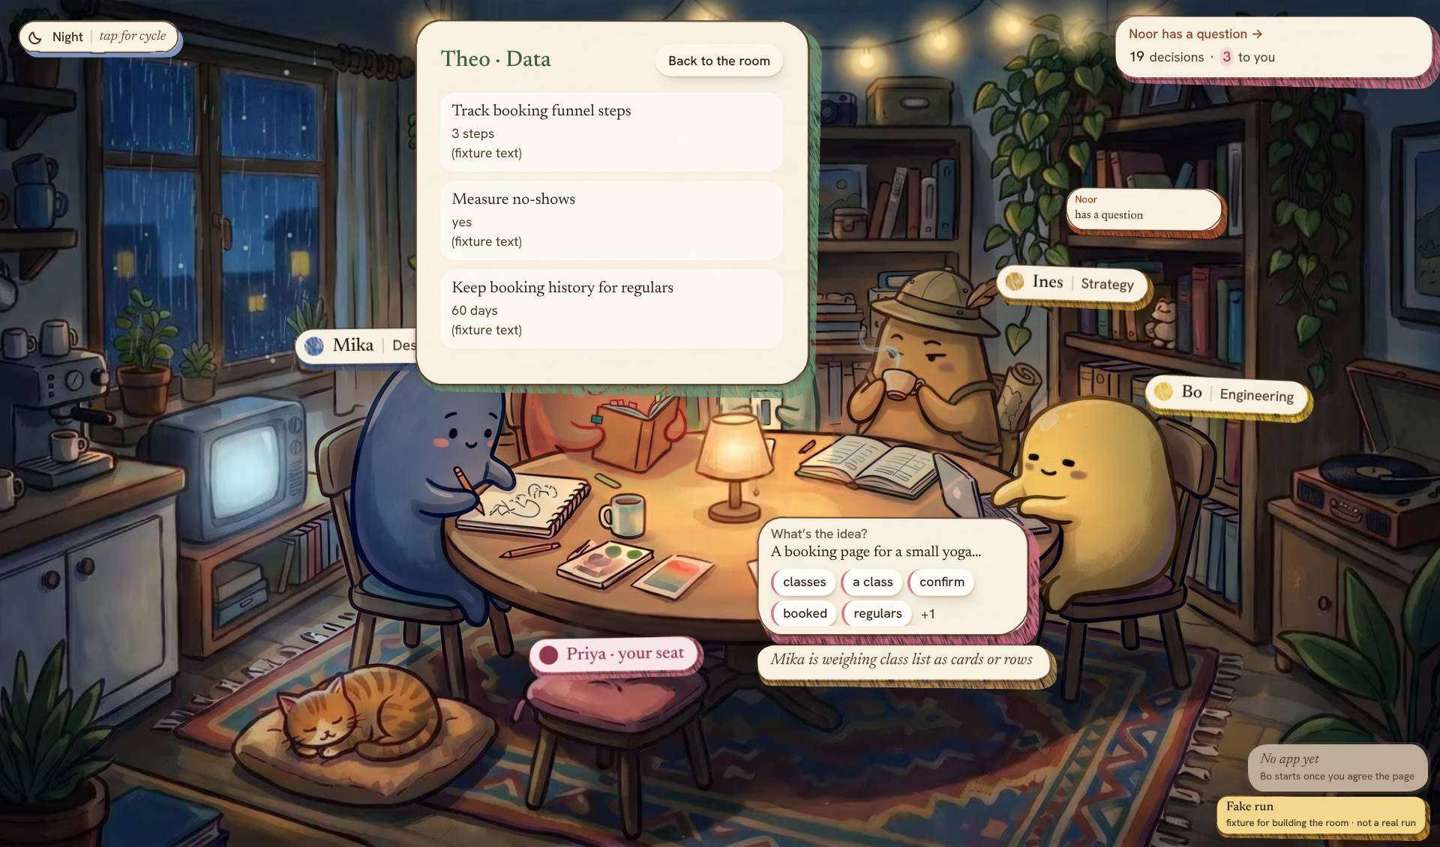 Night | tap for cycle
Theo · Data
Back to the room
Track booking funnel steps
3 steps
(fixture text)
Measure no-shows
yes
(fixture text)
Keep booking history for regulars
60 days
(fixture text)
Noor has a question →
19 decisions · 3 to you
Noor
has a question
Ines | Strategy
Mika | Des
Bo | Engineering
What's the idea?
A booking page for a small yoga...
classes a class confirm
booked regulars +1
Priya · your seat
Mika is weighing class list as cards or rows
No app yet
Bo starts once you agree the page
Fake run
fixture for building the room · not a real run